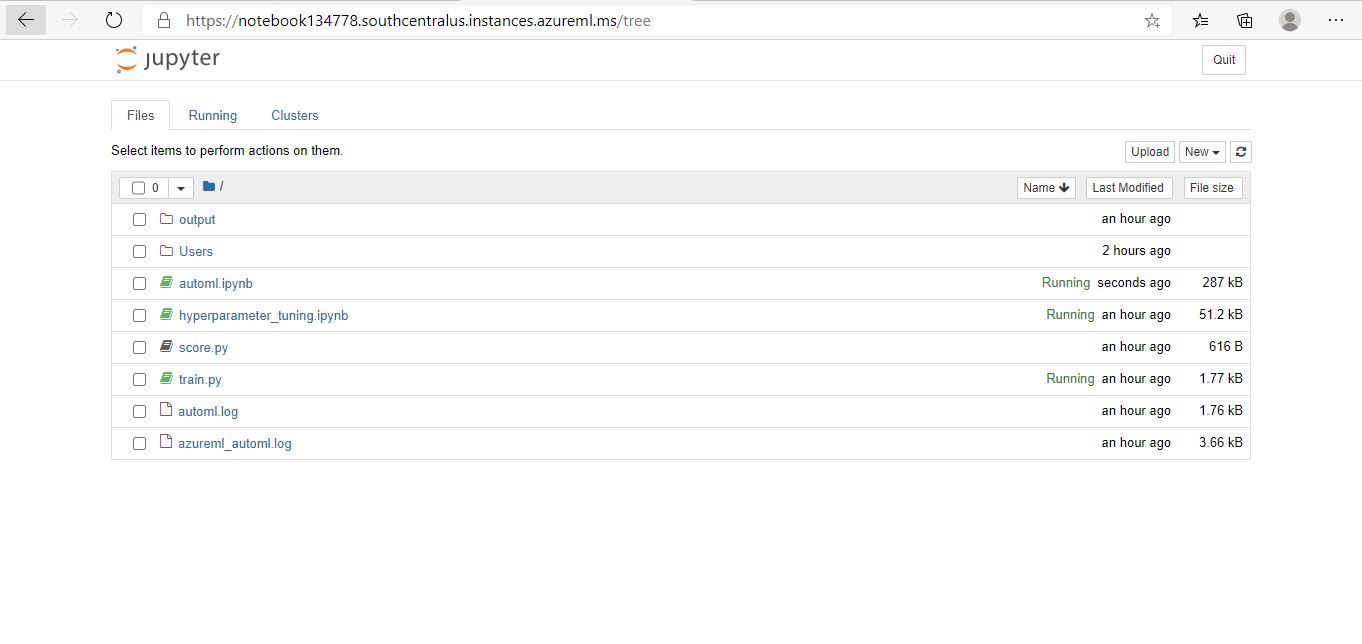 https://notebook134778.southcentralus.instances.azureml.ms/tree
jupyter
Quit
Files Running Clusters
Select items to perform actions on them.
Upload New
0 / Name Last Modified File size
output an hour ago
Users 2 hours ago
automl.ipynb Running seconds ago 287 kB
hyperparameter_tuning.ipynb Running an hour ago 51.2 kB
score.py an hour ago 616 B
train.py Running an hour ago 1.77 kB
automl.log an hour ago 1.76 kB
azureml_automl.log an hour ago 3.66 kB